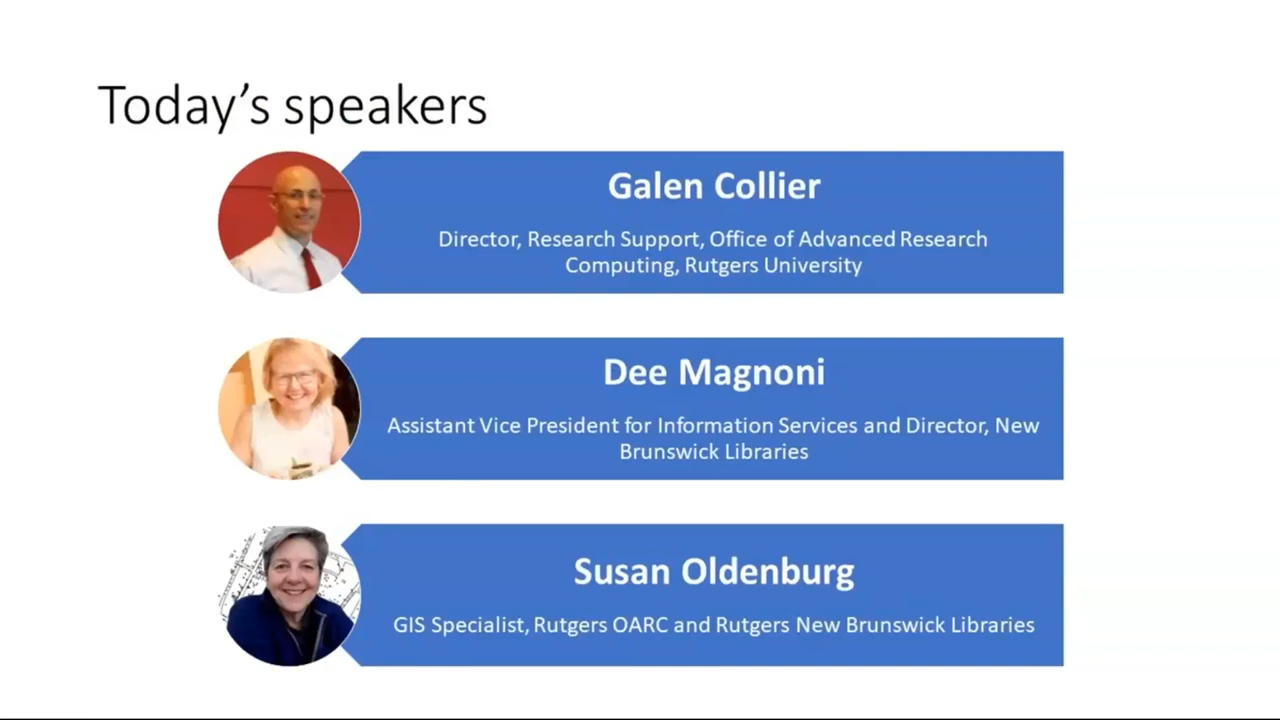 Today’s speakers
Galen Collier
Director, Research Support, Office of Advanced Research
Computing, Rutgers University
Dee Magnoni
Assistant Vice President for Information Services and Director, New
Brunswick Libraries
Susan Oldenburg
GIS Specialist, Rutgers OARC and Rutgers New Brunswick Libraries